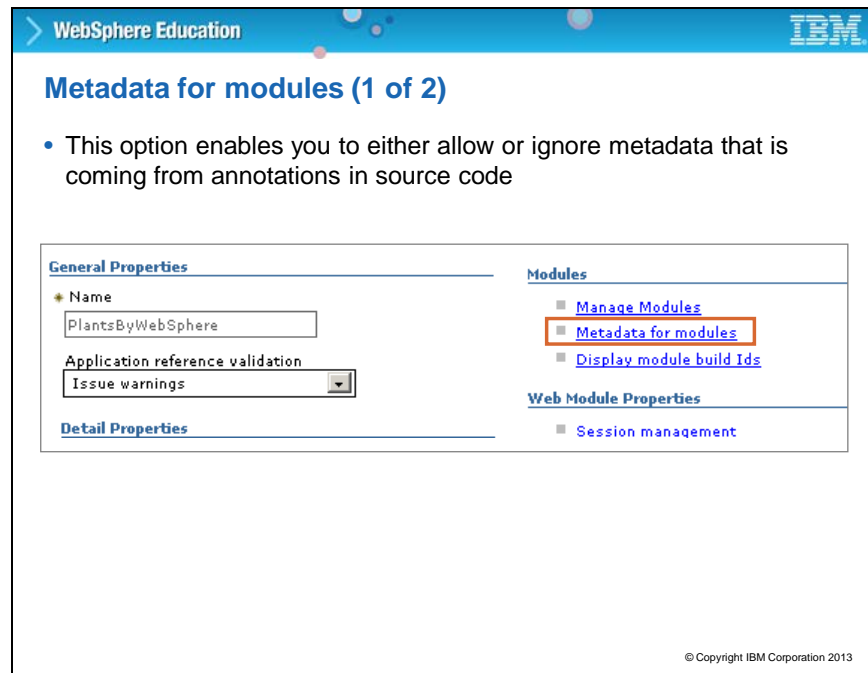 WebSphere Education
IBM
Metadata for modules (1 of 2)
• This option enables you to either allow or ignore metadata that is
coming from annotations in source code
General Properties
Name
PlantsByWebSphere
Application reference validation
Issue warnings
Detail Properties
Modules
Manage Modules
Metadata for modules
Display module build Ids
Web Module Properties
Session management
© Copyright IBM Corporation 2013